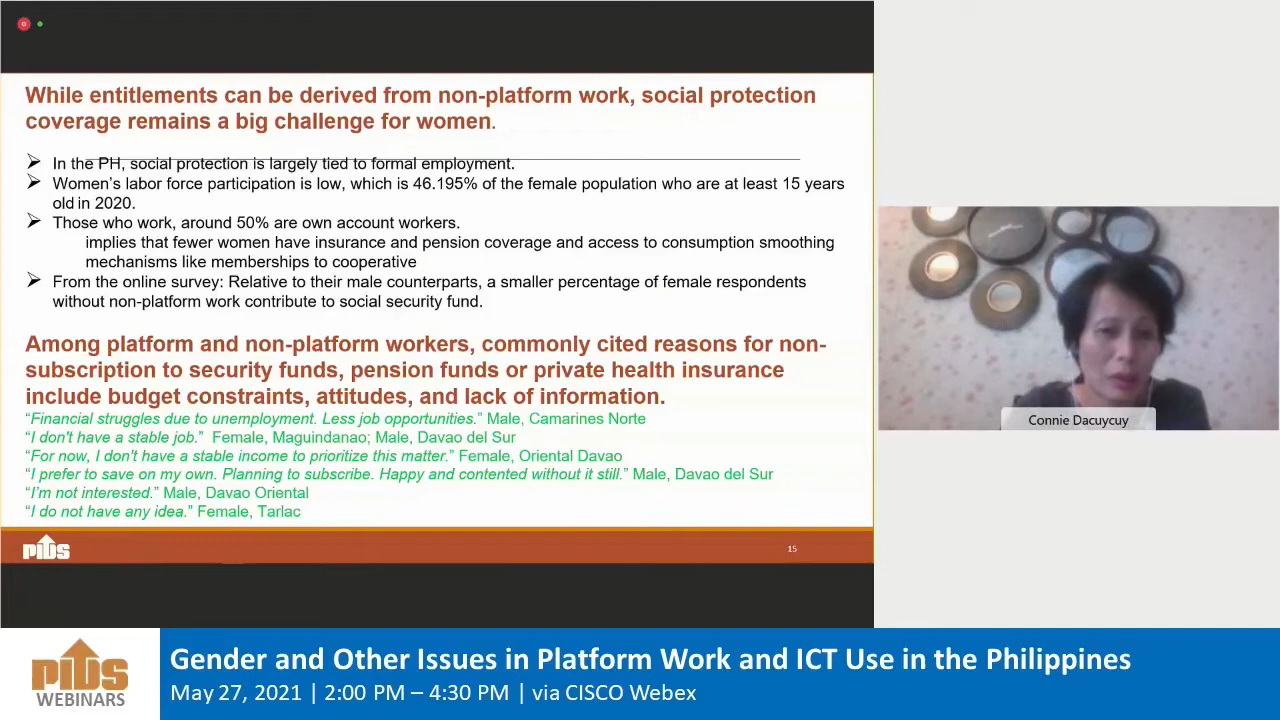 While entitlements can be derived from non-platform work, social protection
coverage remains a big challenge for women.
➢ In the PH, social protection is largely tied to formal employment.
➢ Women's labor force participation is low, which is 46.195% of the female population who are at least 15 years
old in 2020.
➢ Those who work, around 50% are own account workers.
implies that fewer women have insurance and pension coverage and access to consumption smoothing
mechanisms like memberships to cooperative
➢ From the online survey: Relative to their male counterparts, a smaller percentage of female respondents
without non-platform work contribute to social security fund.
Among platform and non-platform workers, commonly cited reasons for non-
subscription to security funds, pension funds or private health insurance
include budget constraints, attitudes, and lack of information.
“Financial struggles due to unemployment. Less job opportunities.” Male, Camarines Norte
“I don't have a stable job.” Female, Maguindanao; Male, Davao del Sur
“For now, I don't have a stable income to prioritize this matter.” Female, Oriental Davao
“I prefer to save on my own. Planning to subscribe. Happy and contented without it still.” Male, Davao del Sur
“I’m not interested.” Male, Davao Oriental
“I do not have any idea.” Female, Tarlac
PIDS
15
Connie Dacuycuy
PIDS
WEBINARS
Gender and Other Issues in Platform Work and ICT Use in the Philippines
May 27, 2021 | 2:00 PM – 4:30 PM | via CISCO Webex